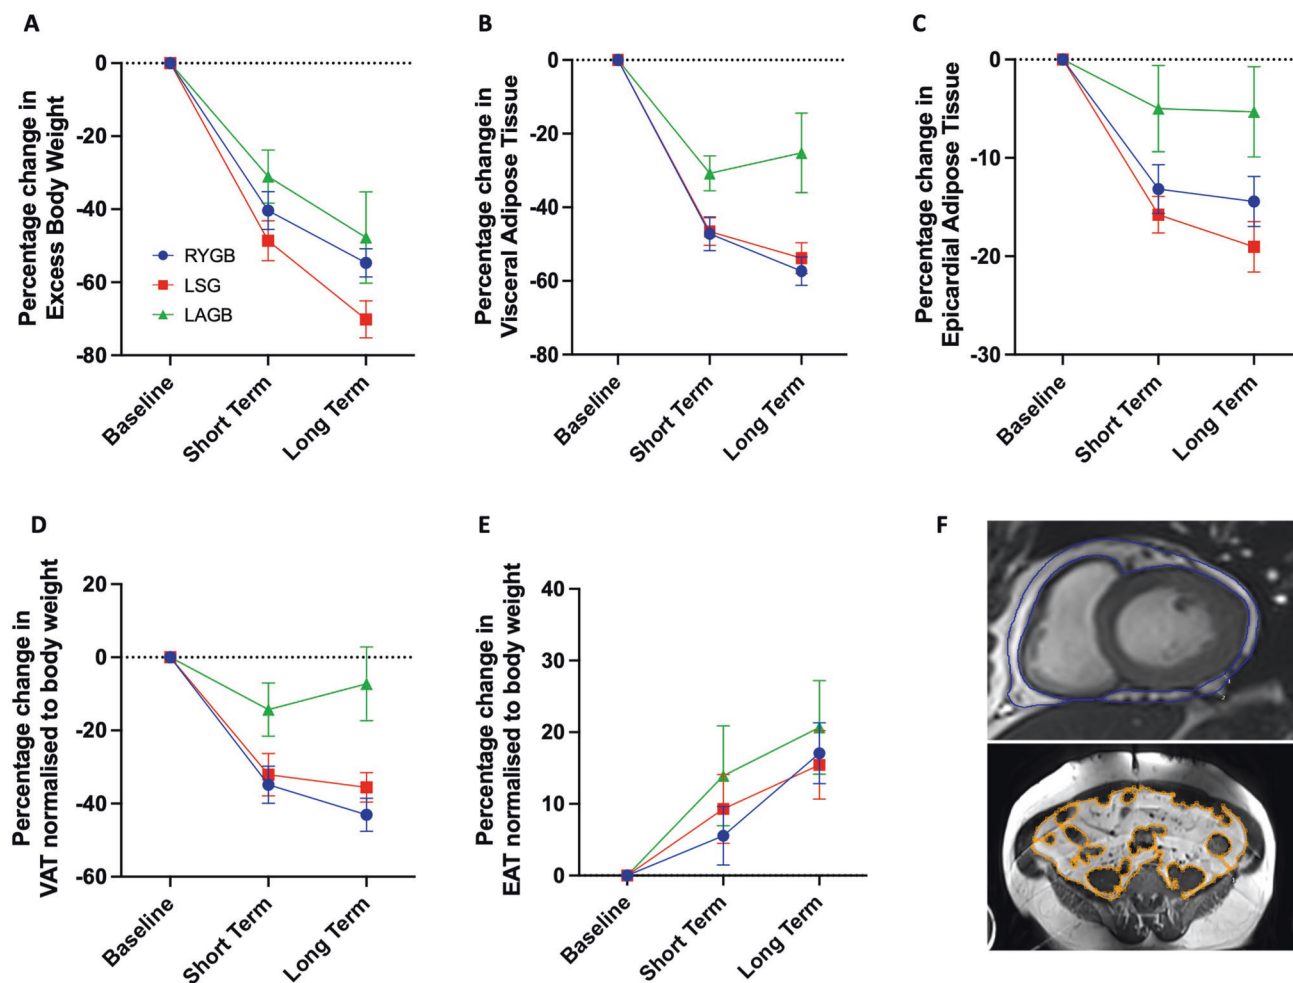 A
Percentage change in
Excess Body Weight
0
-20
-40
-60
-80
RYGB
LSG
LAGB
Baseline
Short Term
Long Term
B
Percentage change in
Visceral Adipose Tissue
0
-20
-40
-60
-80
Baseline
Short Term
Long Term
C
Percentage change in
Epicardial Adipose Tissue
0
-10
-20
-30
Baseline
Short Term
Long Term
D
Percentage change in
VAT normalised to body weight
20
0
-20
-40
-60
Baseline
Short Term
Long Term
E
Percentage change in
EAT normalised to body weight
40
30
20
10
0
Baseline
Short Term
Long Term
F